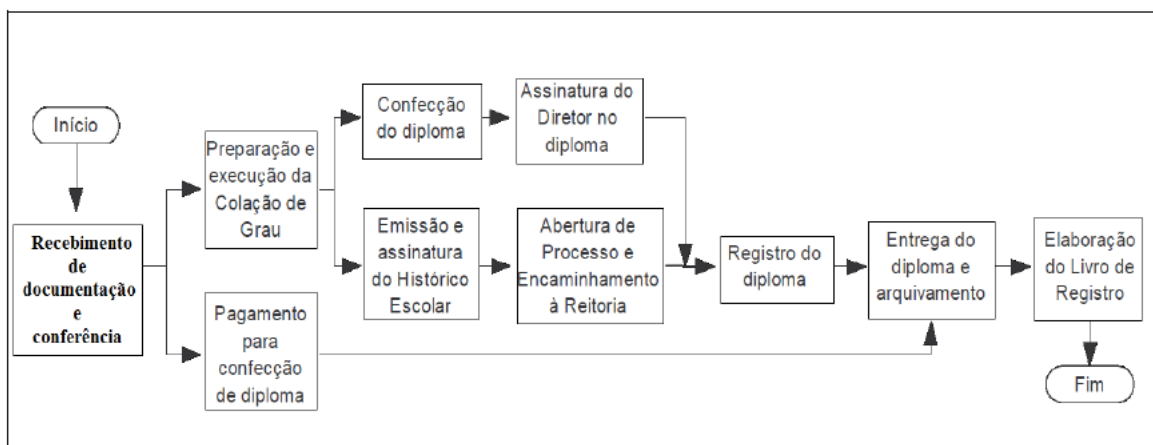 Início
Recebimento
de
documentação
e
conferência
Preparação e
execução da
Colação de
Grau
Pagamento
para
confecção
de diploma
Confecção
do diploma
Assinatura do
Diretor no
diploma
Emissão e
assinatura
do Histórico
Escolar
Abertura de
Processo e
Encaminhamento
à Reitoria
Registro do
diploma
Entrega do
diploma e
arquivamento
Elaboração
do Livro de
Registro
Fim